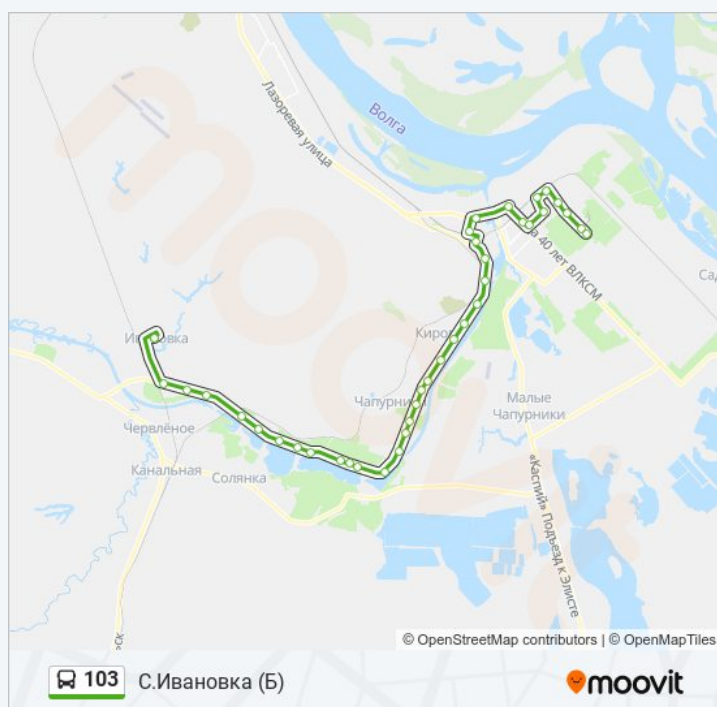 Лазоревая улица
Волга
а 40 лет ВЛКСМ
Сад
Киров
Ивановка
Чапурники
Малые
Чапурники
Червлёное
Канальная
Солянка
«Каспий» Подъезд к Элисте
moovit
© OpenStreetMap contributors | © OpenMapTiles
103 С.Ивановка (Б)
moovit